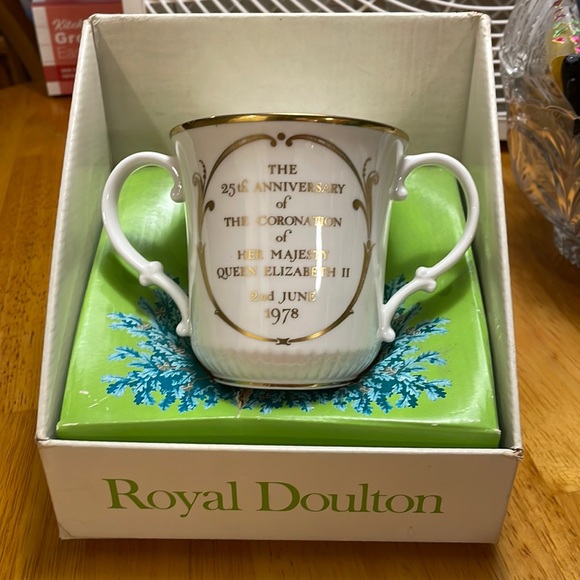 THE
25th ANNIVERSARY
of
THE CORONATION
of
HER MAJESTY
QUEEN ELIZABETH II
2nd JUNE
1978
Royal Doulton